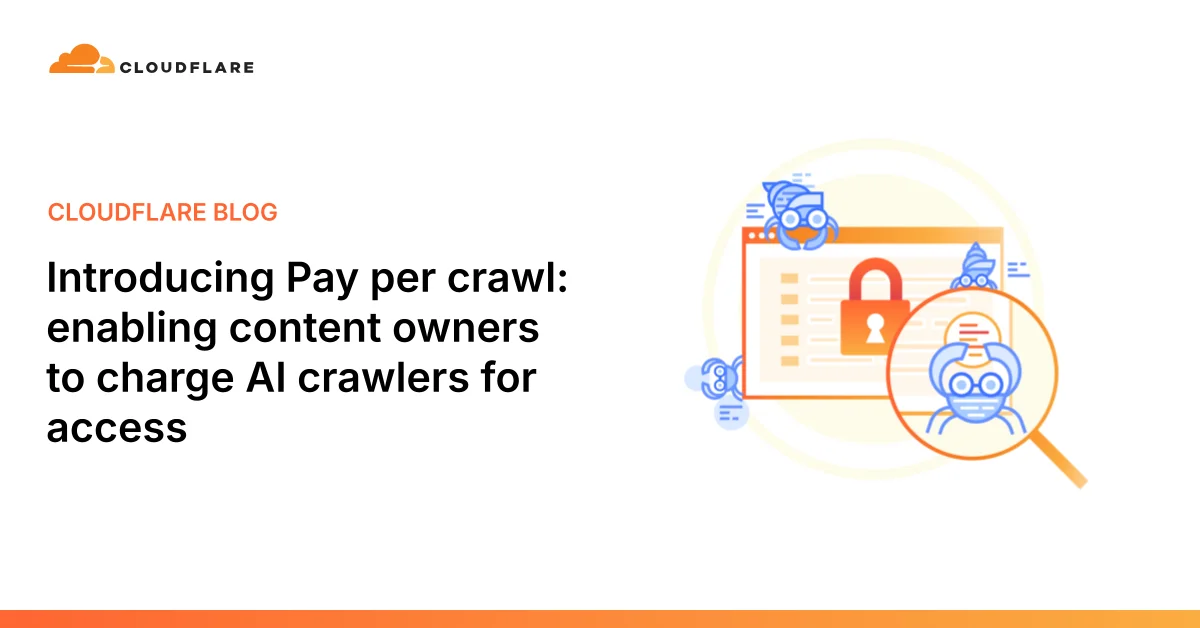 CLOUDFLARE
CLOUDFLARE BLOG
Introducing Pay per crawl:
enabling content owners
to charge AI crawlers for
access